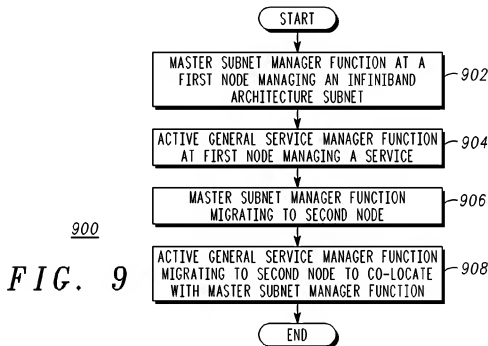 START
MASTER SUBNET MANAGER FUNCTION AT A
FIRST NODE MANAGING AN INFINIBAND
ARCHITECTURE SUBNET
902
ACTIVE GENERAL SERVICE MANAGER FUNCTION
AT FIRST NODE MANAGING A SERVICE
904
MASTER SUBNET MANAGER FUNCTION
MIGRATING TO SECOND NODE
906
900
ACTIVE GENERAL SERVICE MANAGER FUNCTION
MIGRATING TO SECOND NODE TO CO-LOCATE
WITH MASTER SUBNET MANAGER FUNCTION
908
FIG. 9
END